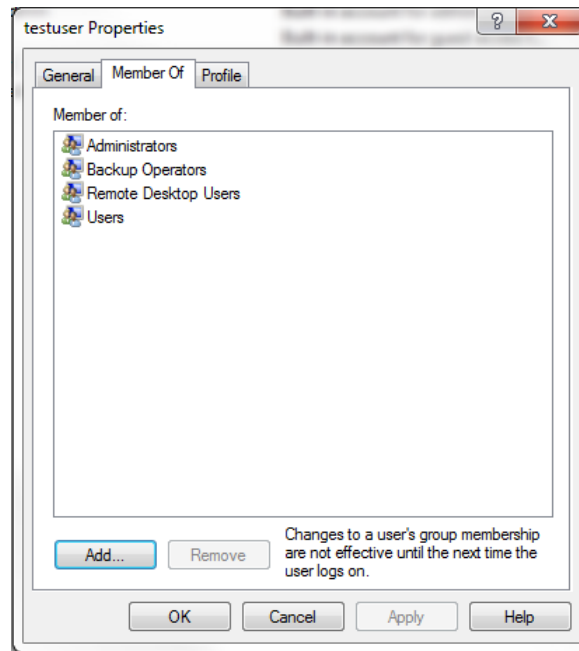 testuser Properties
General
Member Of
Profile
Member of:
Administrators
Backup Operators
Remote Desktop Users
Users
Add...
Remove
Changes to a user's group membership
are not effective until the next time the
user logs on.
OK
Cancel
Apply
Help